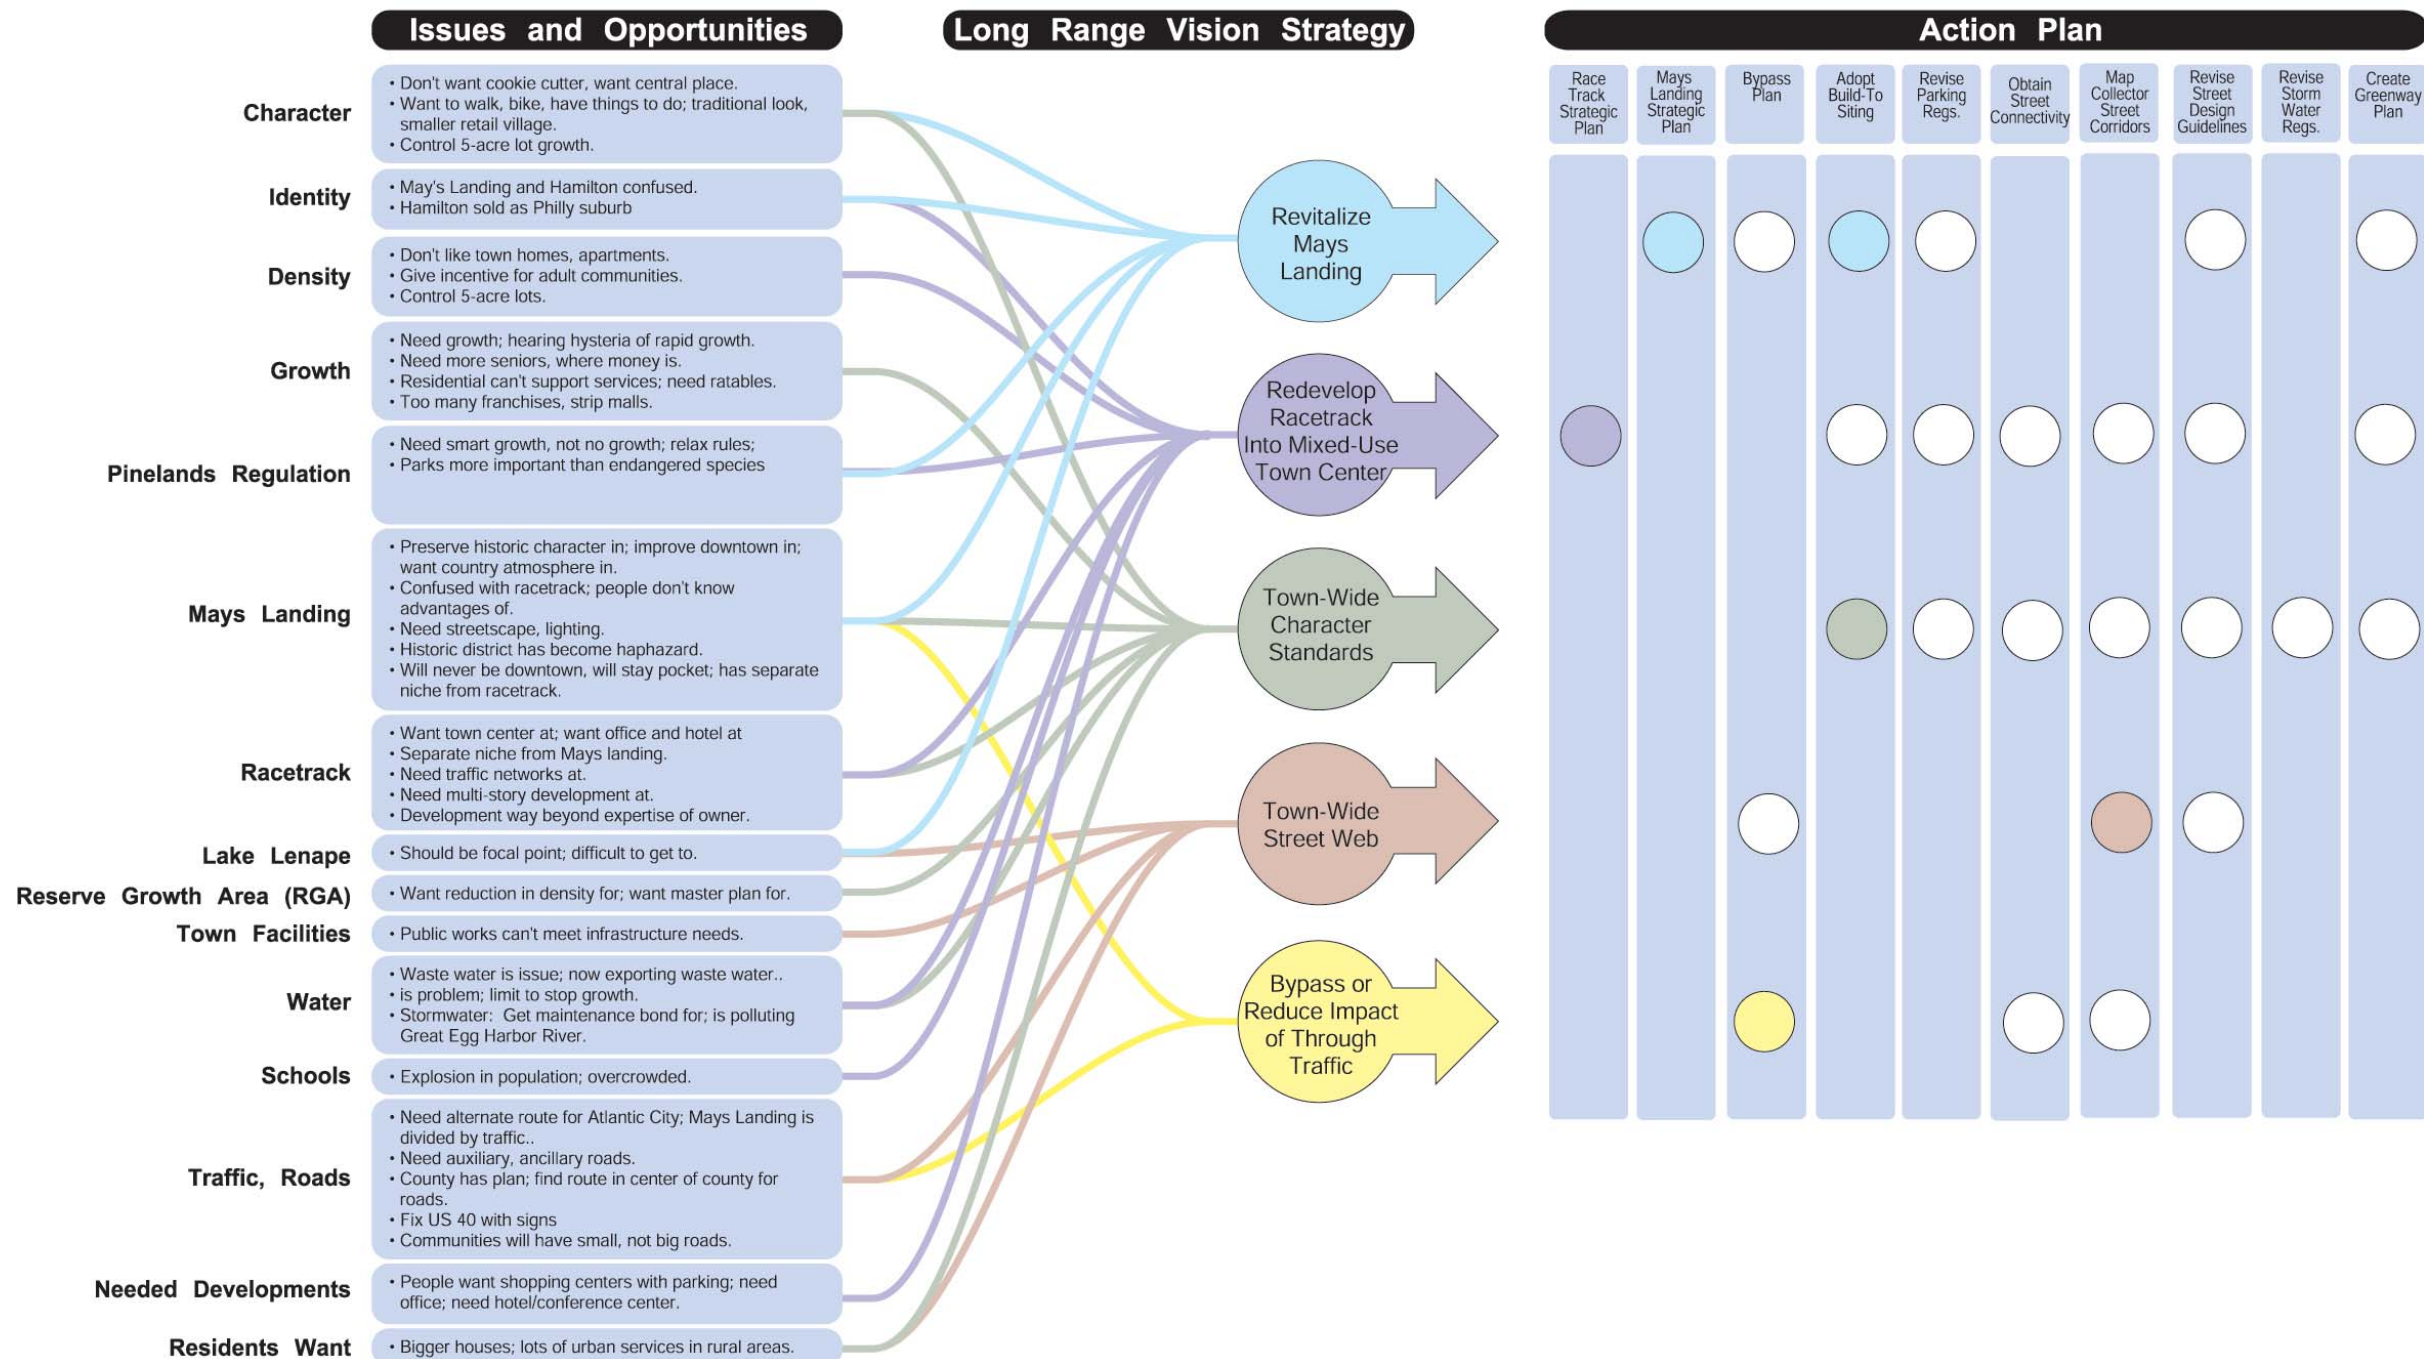 Issues and Opportunities
Long Range Vision Strategy
Action Plan
Character
• Don't want cookie cutter, want central place.
• Want to walk, bike, have things to do; traditional look,
smaller retail village.
• Control 5-acre lot growth.
Identity
• May's Landing and Hamilton confused.
• Hamilton sold as Philly suburb
Density
• Don't like town homes, apartments.
• Give incentive for adult communities.
• Control 5-acre lots.
Growth
• Need growth; hearing hysteria of rapid growth.
• Need more seniors, where money is.
• Residential can't support services; need ratables.
• Too many franchises, strip malls.
Pinelands Regulation
• Need smart growth, not no growth; relax rules;
• Parks more important than endangered species
Mays Landing
• Preserve historic character in; improve downtown in;
want country atmosphere in.
• Confused with racetrack; people don't know
advantages of.
• Need streetscape, lighting.
• Historic district has become haphazard.
• Will never be downtown, will stay pocket; has separate
niche from racetrack.
Racetrack
• Want town center at; want office and hotel at
• Separate niche from Mays landing.
• Need traffic networks at.
• Need multi-story development at.
• Development way beyond expertise of owner.
Lake Lenape
• Should be focal point; difficult to get to.
Reserve Growth Area (RGA)
• Want reduction in density for; want master plan for.
Town Facilities
• Public works can't meet infrastructure needs.
Water
• Waste water is issue; now exporting waste water..
• is problem; limit to stop growth.
• Stormwater: Get maintenance bond for; is polluting
Great Egg Harbor River.
Schools
• Explosion in population; overcrowded.
Traffic, Roads
• Need alternate route for Atlantic City; Mays Landing is
divided by traffic..
• Need auxiliary, ancillary roads.
• County has plan; find route in center of county for
roads.
• Fix US 40 with signs
• Communities will have small, not big roads.
Needed Developments
• People want shopping centers with parking; need
office; need hotel/conference center.
Residents Want
• Bigger houses; lots of urban services in rural areas.
Revitalize
Mays
Landing
Redevelop
Racetrack
Into Mixed-Use
Town Center
Town-Wide
Character
Standards
Town-Wide
Street Web
Bypass or
Reduce Impact
of Through
Traffic
Race
Track
Strategic
Plan
Mays
Landing
Strategic
Plan
Bypass
Plan
Adopt
Build-To
Siting
Revise
Parking
Regs.
Obtain
Street
Connectivity
Map
Collector
Street
Corridors
Revise
Street
Design
Guidelines
Revise
Storm
Water
Regs.
Create
Greenway
Plan